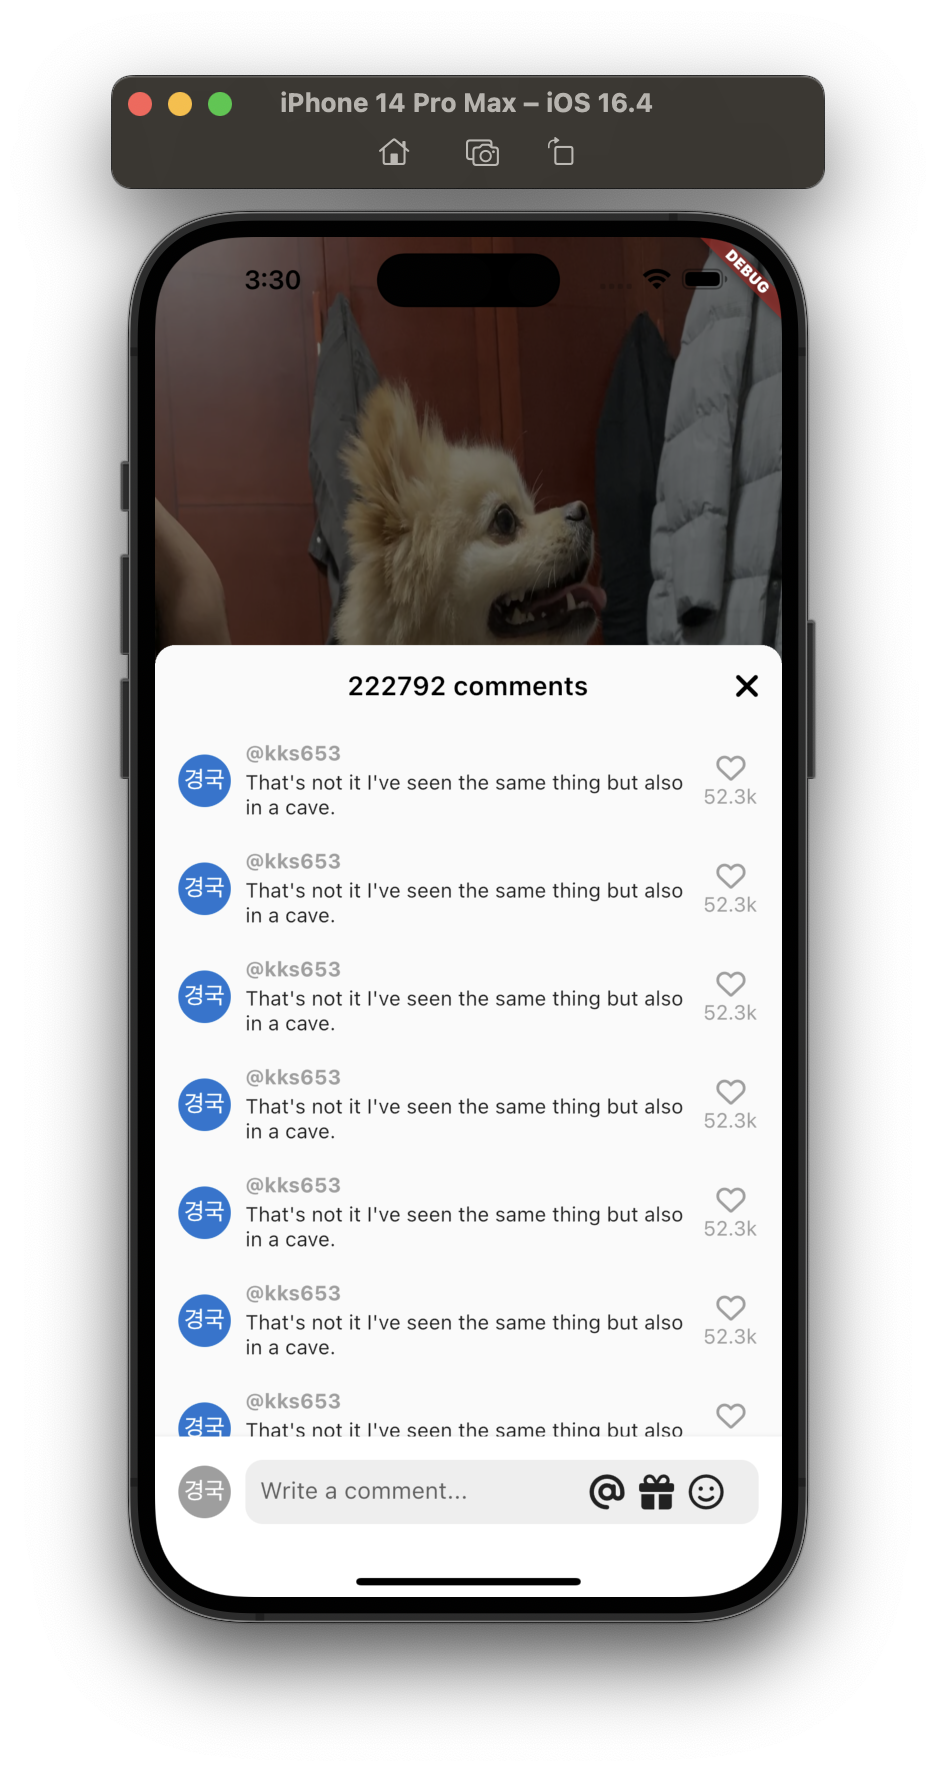 iPhone 14 Pro Max – iOS 16.4
3:30
DEBUG
222792 comments
경국
@kks653
That's not it I've seen the same thing but also
in a cave.
52.3k
경국
@kks653
That's not it I've seen the same thing but also
in a cave.
52.3k
경국
@kks653
That's not it I've seen the same thing but also
in a cave.
52.3k
경국
@kks653
That's not it I've seen the same thing but also
in a cave.
52.3k
경국
@kks653
That's not it I've seen the same thing but also
in a cave.
52.3k
경국
@kks653
That's not it I've seen the same thing but also
in a cave.
52.3k
경국
@kks653
That's not it I've seen the same thing but also
경국
Write a comment...